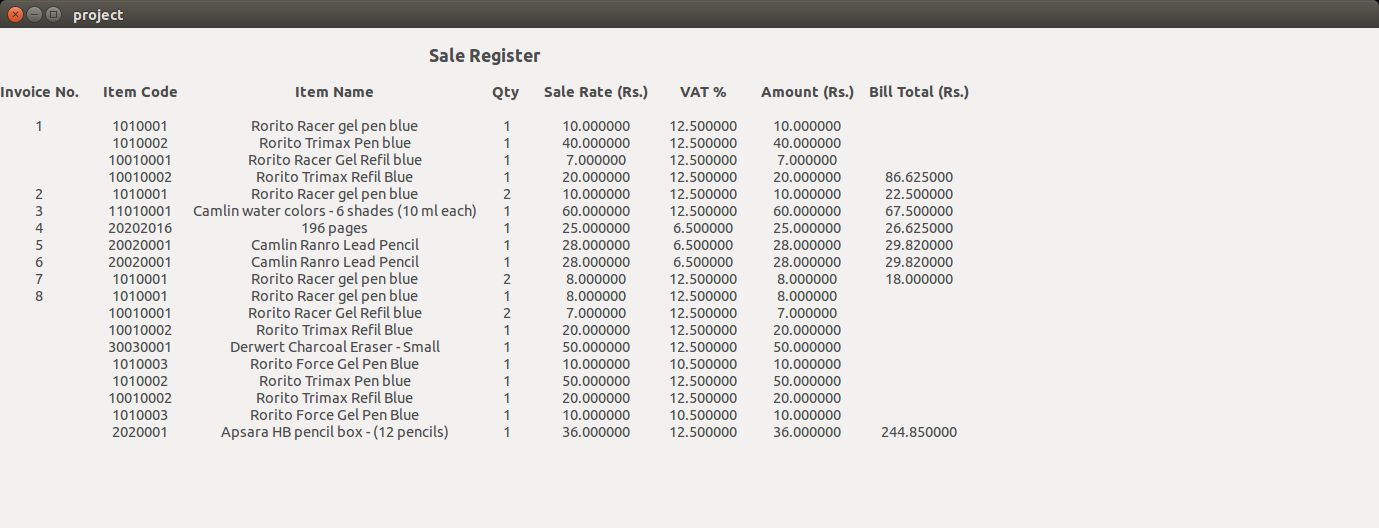 project
Sale Register
Invoice No. Item Code Item Name Qty Sale Rate (Rs.) VAT % Amount (Rs.) Bill Total (Rs.)
1 1010001 Rorito Racer gel pen blue 1 10.000000 12.500000 10.000000
1010002 Rorito Trimax Pen blue 1 40.000000 12.500000 40.000000
10010001 Rorito Racer Gel Refil blue 1 7.000000 12.500000 7.000000
10010002 Rorito Trimax Refil Blue 1 20.000000 12.500000 20.000000 86.625000
2 1010001 Rorito Racer gel pen blue 2 10.000000 12.500000 10.000000 22.500000
3 11010001 Camlin water colors - 6 shades (10 ml each) 1 60.000000 12.500000 60.000000 67.500000
4 20202016 196 pages 1 25.000000 6.500000 25.000000 26.625000
5 20020001 Camlin Ranro Lead Pencil 1 28.000000 6.500000 28.000000 29.820000
6 20020001 Camlin Ranro Lead Pencil 1 28.000000 6.500000 28.000000 29.820000
7 1010001 Rorito Racer gel pen blue 2 8.000000 12.500000 8.000000 18.000000
8 1010001 Rorito Racer gel pen blue 1 8.000000 12.500000 8.000000
10010001 Rorito Racer Gel Refil blue 2 7.000000 12.500000 7.000000
10010002 Rorito Trimax Refil Blue 1 20.000000 12.500000 20.000000
30030001 Derwert Charcoal Eraser - Small 1 50.000000 12.500000 50.000000
1010003 Rorito Force Gel Pen Blue 1 10.000000 10.500000 10.000000
1010002 Rorito Trimax Pen blue 1 50.000000 12.500000 50.000000
10010002 Rorito Trimax Refil Blue 1 20.000000 12.500000 20.000000
1010003 Rorito Force Gel Pen Blue 1 10.000000 10.500000 10.000000
2020001 Apsara HB pencil box - (12 pencils) 1 36.000000 12.500000 36.000000 244.850000